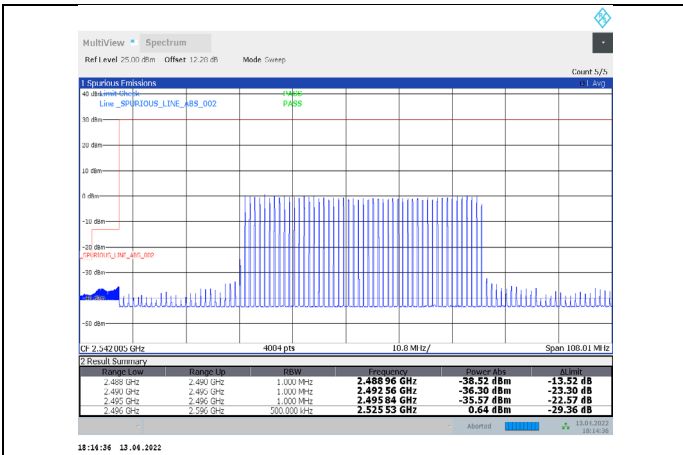 MultiView Spectrum
Ref Level 25.00 dBm Offset 12.28 dB Mode Sweep
Count 5/5
1 Spurious Emissions 1 Avg
40 dBm Limit Check PASS
Line _SPURIOUS_LINE_ABS_002 PASS
30 dBm
20 dBm
10 dBm
0 dBm
-10 dBm
-20 dBm
_SPURIOUS_LINE_ABS_002
-30 dBm
-50 dBm
CF 2.542005 GHz 4004 pts 10.8 MHz/ Span 108.01 MHz
2 Result Summary
Range Low Range Up RBW Frequency Power Abs ΔLimit
2.488 GHz 2.490 GHz 1.000 MHz 2.488 96 GHz -38.52 dBm -13.52 dB
2.490 GHz 2.495 GHz 1.000 MHz 2.492 56 GHz -36.30 dBm -23.30 dB
2.495 GHz 2.496 GHz 1.000 MHz 2.495 84 GHz -35.57 dBm -22.57 dB
2.496 GHz 2.596 GHz 500.000 kHz 2.525 53 GHz 0.64 dBm -29.36 dB
Aborted 13.04.2022
18:14:36
18:14:36 13.04.2022